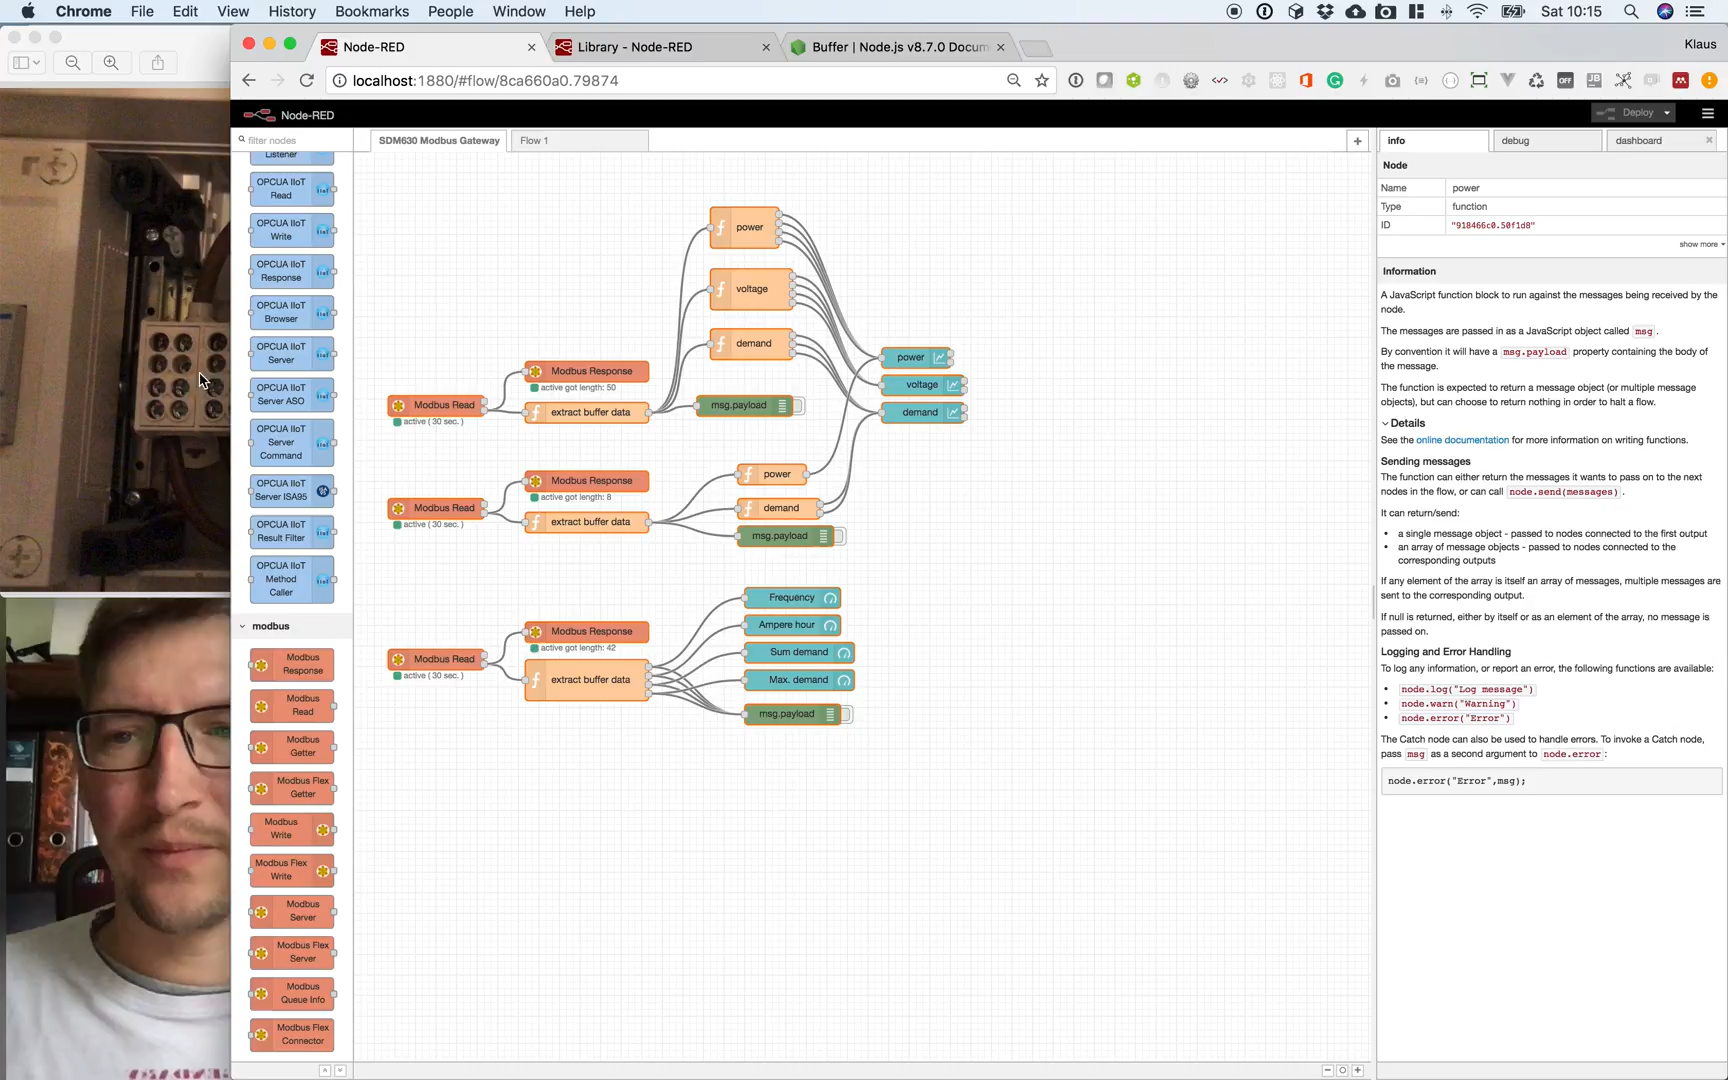 Chrome File Edit View History Bookmarks People Window Help Sat 10:15
Node-RED Library - Node-RED Buffer | Node.js v8.7.0 Docum Klaus
localhost:1880/#flow/8ca660a0.79874
Node-RED Deploy
filter nodes
Listener
OPCUA IIoT
Read
OPCUA IIoT
Write
OPCUA IIoT
Response
OPCUA IIoT
Browser
OPCUA IIoT
Server
OPCUA IIoT
Server ASO
OPCUA IIoT
Server
Command
OPCUA IIoT
Server ISA95
OPCUA IIoT
Result Filter
OPCUA IIoT
Method
Caller
modbus
Modbus
Response
Modbus
Read
Modbus
Getter
Modbus Flex
Getter
Modbus
Write
Modbus Flex
Write
Modbus
Server
Modbus Flex
Server
Modbus
Queue Info
Modbus Flex
Connector
SDM630 Modbus Gateway Flow 1
power
voltage
demand
Modbus Response
active got length: 50
Modbus Read
active ( 30 sec. )
extract buffer data
msg.payload
power
voltage
demand
Modbus Response
active got length: 8
Modbus Read
active ( 30 sec. )
extract buffer data
power
demand
msg.payload
Modbus Response
active got length: 42
Modbus Read
active ( 30 sec. )
extract buffer data
Frequency
Ampere hour
Sum demand
Max. demand
msg.payload
info debug dashboard
Node
Name power
Type function
ID "918466c0.50f1d8"
show more
Information
A JavaScript function block to run against the messages being received by the
node.
The messages are passed in as a JavaScript object called msg .
By convention it will have a msg.payload property containing the body of
the message.
The function is expected to return a message object (or multiple message
objects), but can choose to return nothing in order to halt a flow.
Details
See the online documentation for more information on writing functions.
Sending messages
The function can either return the messages it wants to pass on to the next
nodes in the flow, or can call node.send(messages) .
It can return/send:
• a single message object - passed to nodes connected to the first output
• an array of message objects - passed to nodes connected to the
corresponding outputs
If any element of the array is itself an array of messages, multiple messages are
sent to the corresponding output.
If null is returned, either by itself or as an element of the array, no message is
passed on.
Logging and Error Handling
To log any information, or report an error, the following functions are available:
• node.log("Log message")
• node.warn("Warning")
• node.error("Error")
The Catch node can also be used to handle errors. To invoke a Catch node,
pass msg as a second argument to node.error :
node.error("Error",msg);